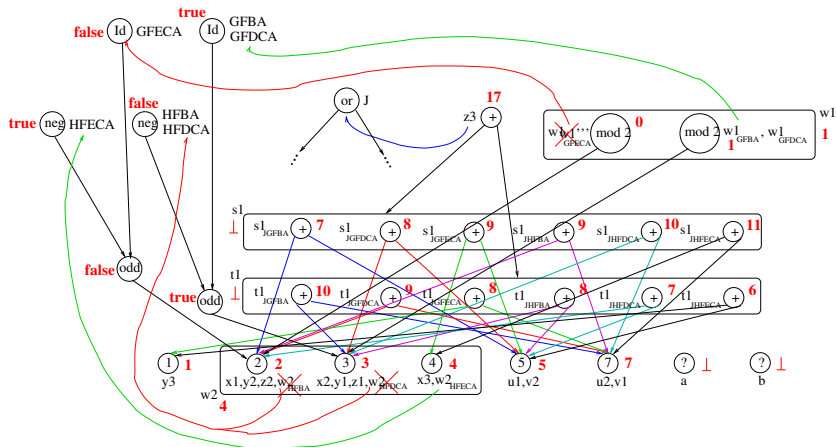 true
GFBA
false
Id
GFECA
Id
GFDCA
or
J
17
z3
+
0
w1
w1'''
GFECA
mod 2
mod 2
w1GFBA, w1GFDCA
1
1
true
neg
HFECA
false
neg
HFBA
HFDCA
s1
⊥
s1JGFBA + 7
s1JGFDCA + 8
s1JGFECA + 9
s1JHFBA + 9
s1JHFDCA + 10
s1JHFECA + 11
false odd
t1
⊥
true odd
t1JGFBA + 10
t1JGFDCA + 9
t1JGFECA + 8
t1JHFBA + 8
t1JHFDCA + 7
t1JHFECA + 6
1 1
2 2
3 3
4 4
5 5
7 7
? ⊥
? ⊥
y3
x1,y2,z2,w2HFBA
x2,y1,z1,w2HFDCA
x3,w2HFECA
u1,v2
u2,v1
a
b
w2
4